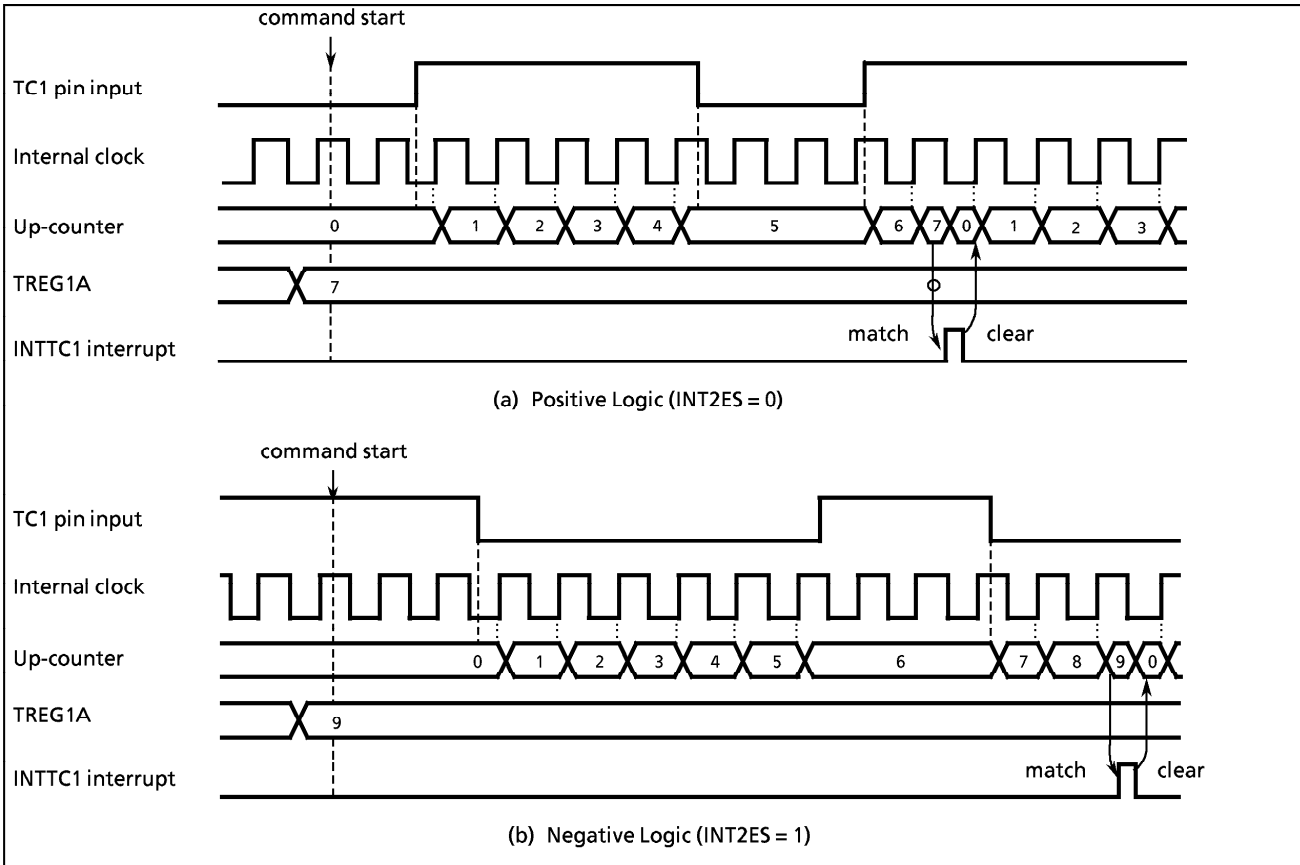 command start
TC1 pin input
Internal clock
Up-counter 0 1 2 3 4 5 6 7 0 1 2 3
TREG1A 7
match clear
INTTC1 interrupt
(a) Positive Logic (INT2ES = 0)
command start
TC1 pin input
Internal clock
Up-counter 0 1 2 3 4 5 6 7 8 9 0
TREG1A 9
INTTC1 interrupt match clear
(b) Negative Logic (INT2ES = 1)